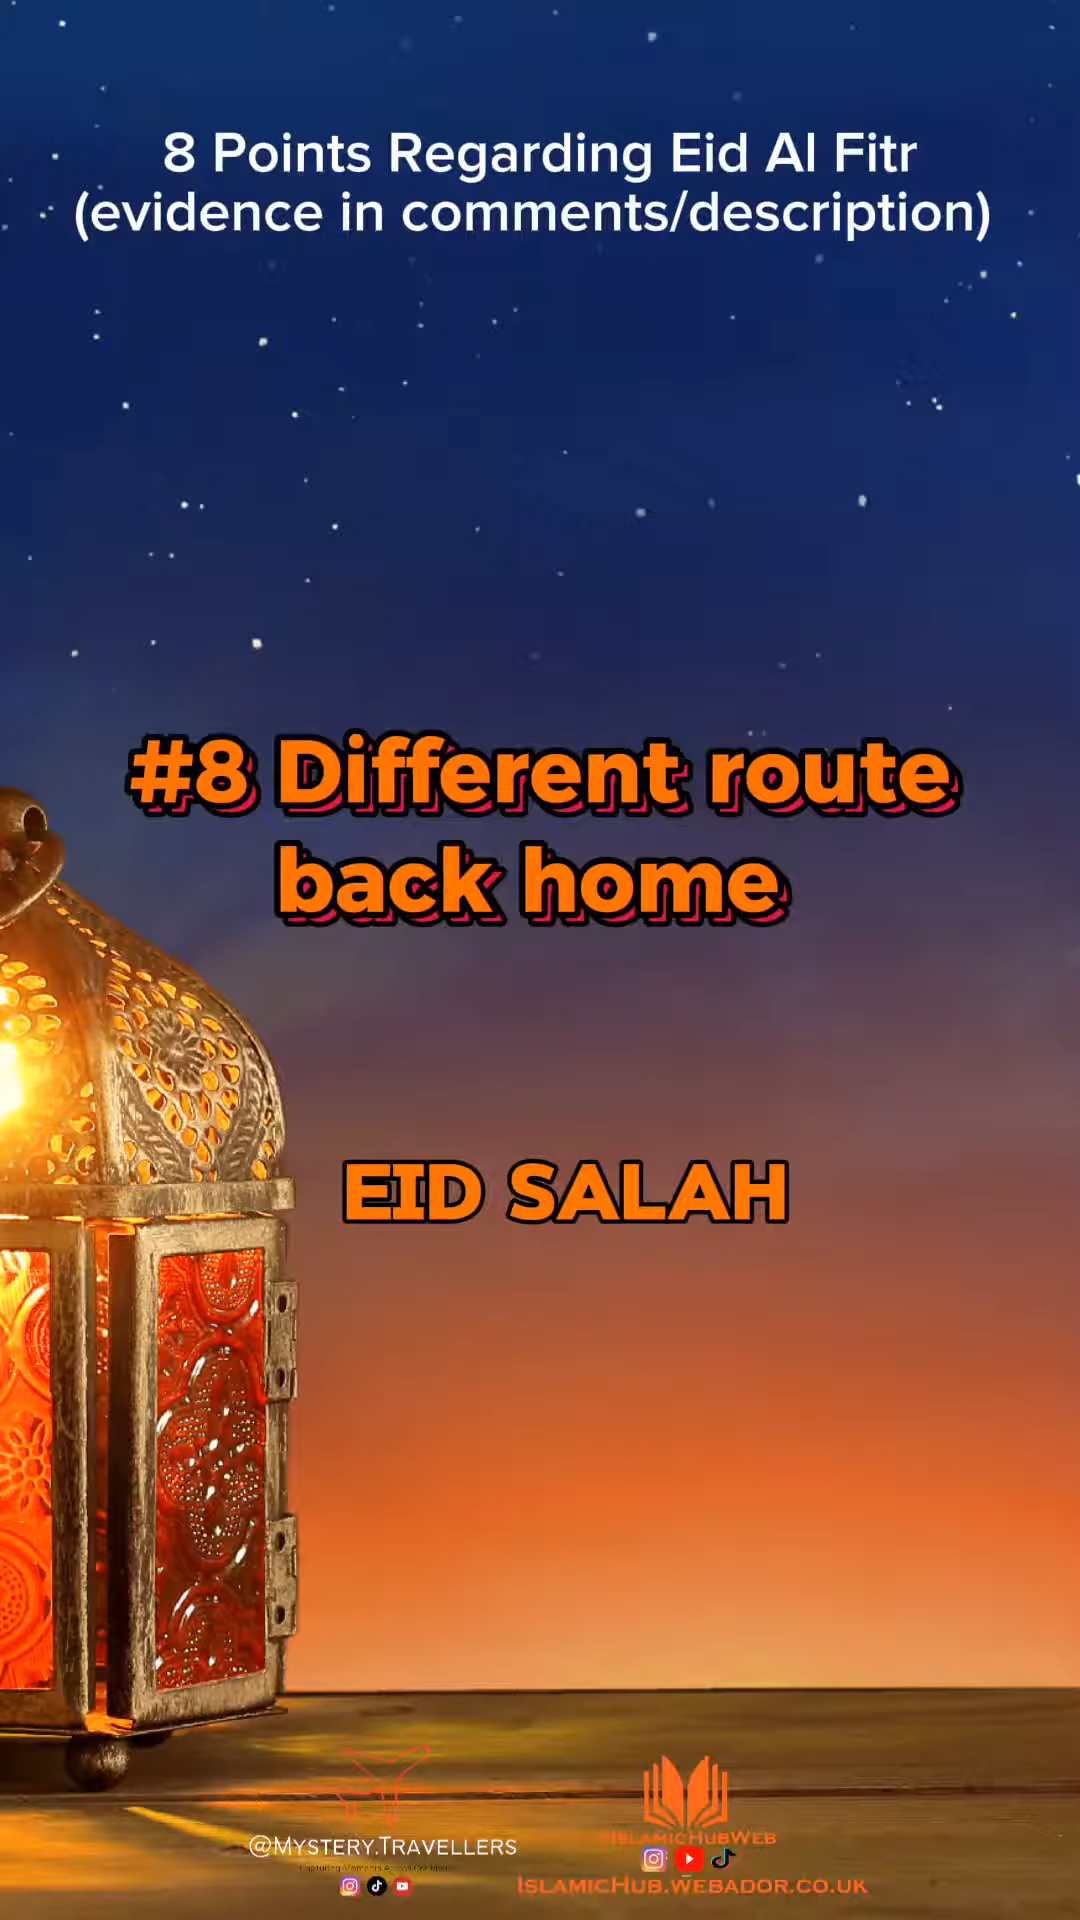 8 Points Regarding Eid Al Fitr
(evidence in comments/description)
#8 Different route
back home
EID SALAH
@Mystery.Travellers
IslamicHubWeb
IslamicHub.webador.co.uk